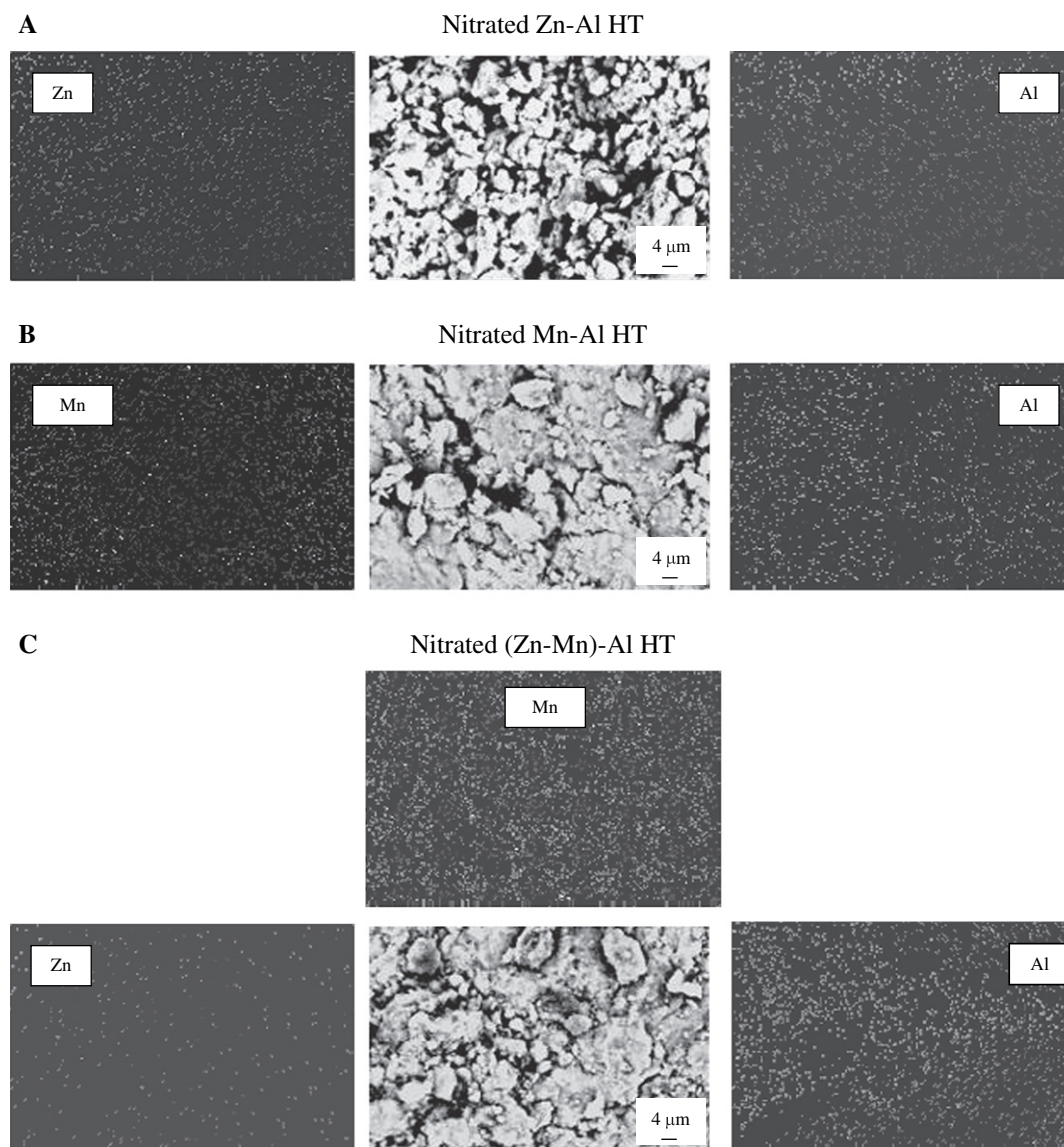 A
Nitrated Zn-Al HT
Zn
Al
4 μm
B
Nitrated Mn-Al HT
Mn
Al
4 μm
C
Nitrated (Zn-Mn)-Al HT
Mn
Zn
Al
4 μm